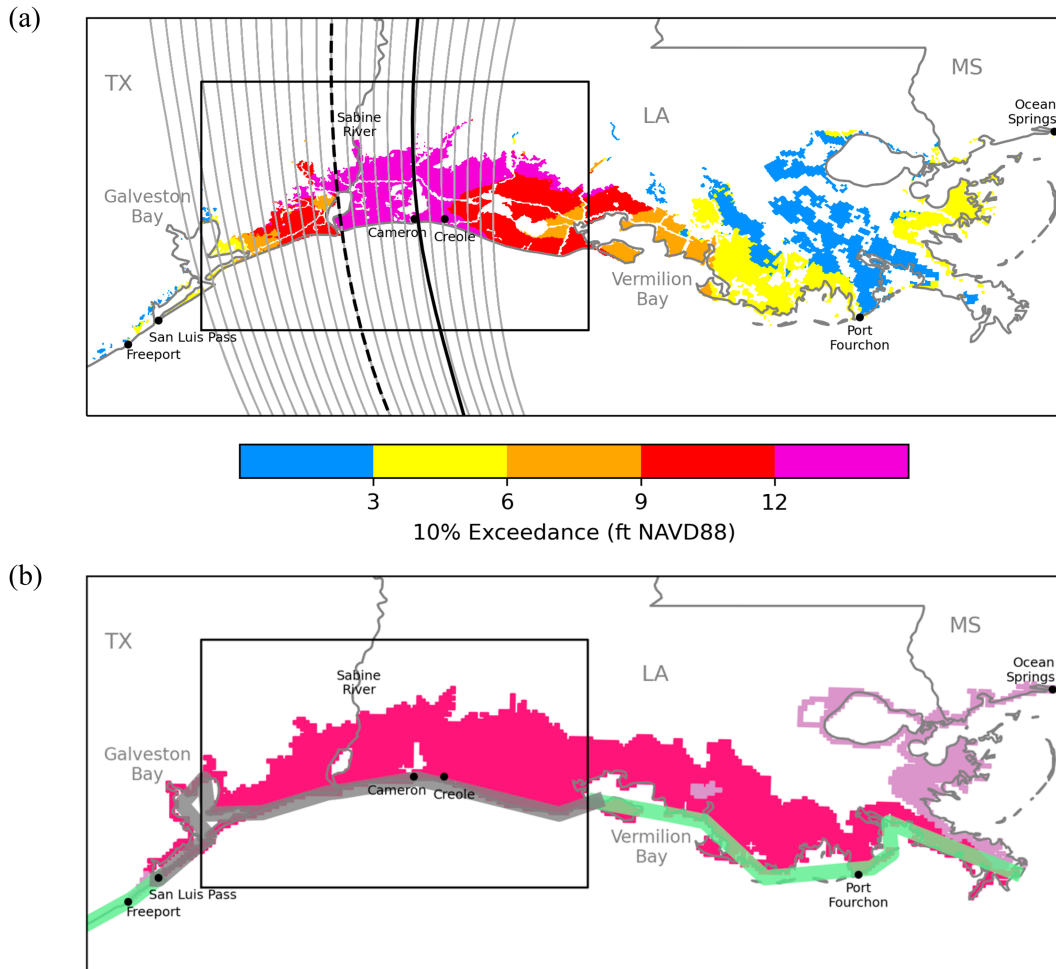 (a)
TX
LA
MS
Ocean
Springs
Sabine
River
Galveston
Bay
Cameron
Creole
Vermilion
Bay
San Luis Pass
Freeport
Port
Fourchon
3
6
9
12
10% Exceedance (ft NAVD88)
(b)
TX
LA
MS
Ocean
Springs
Sabine
River
Galveston
Bay
Cameron
Creole
Vermilion
Bay
San Luis Pass
Freeport
Port
Fourchon